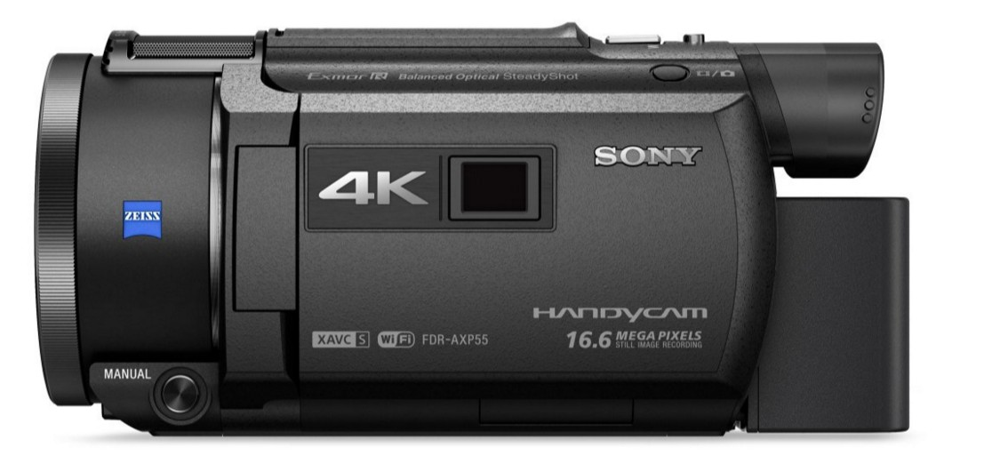 Exmor R Balanced Optical SteadyShot
SONY
4K
ZEISS
HANDYCAM
XAVC S WiFi FDR-AXP55
16.6 MEGA PIXELS
STILL IMAGE RECORDING
MANUAL